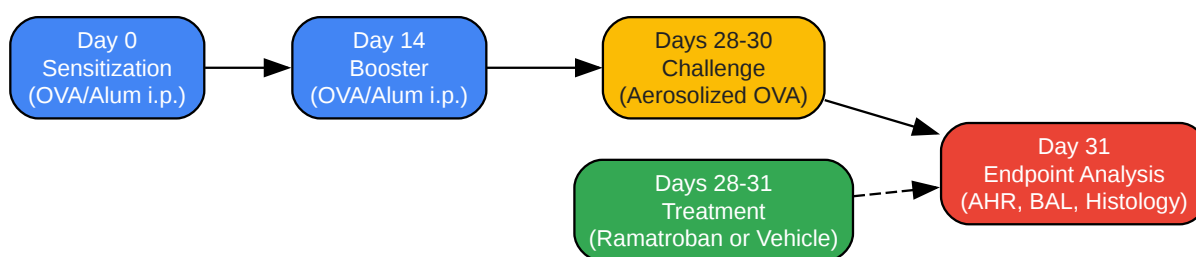 Day 0
Sensitization
(OVA/Alum i.p.)
Day 14
Booster
(OVA/Alum i.p.)
Days 28-30
Challenge
(Aerosolized OVA)
Days 28-31
Treatment
(Ramatroban or Vehicle)
Day 31
Endpoint Analysis
(AHR, BAL, Histology)